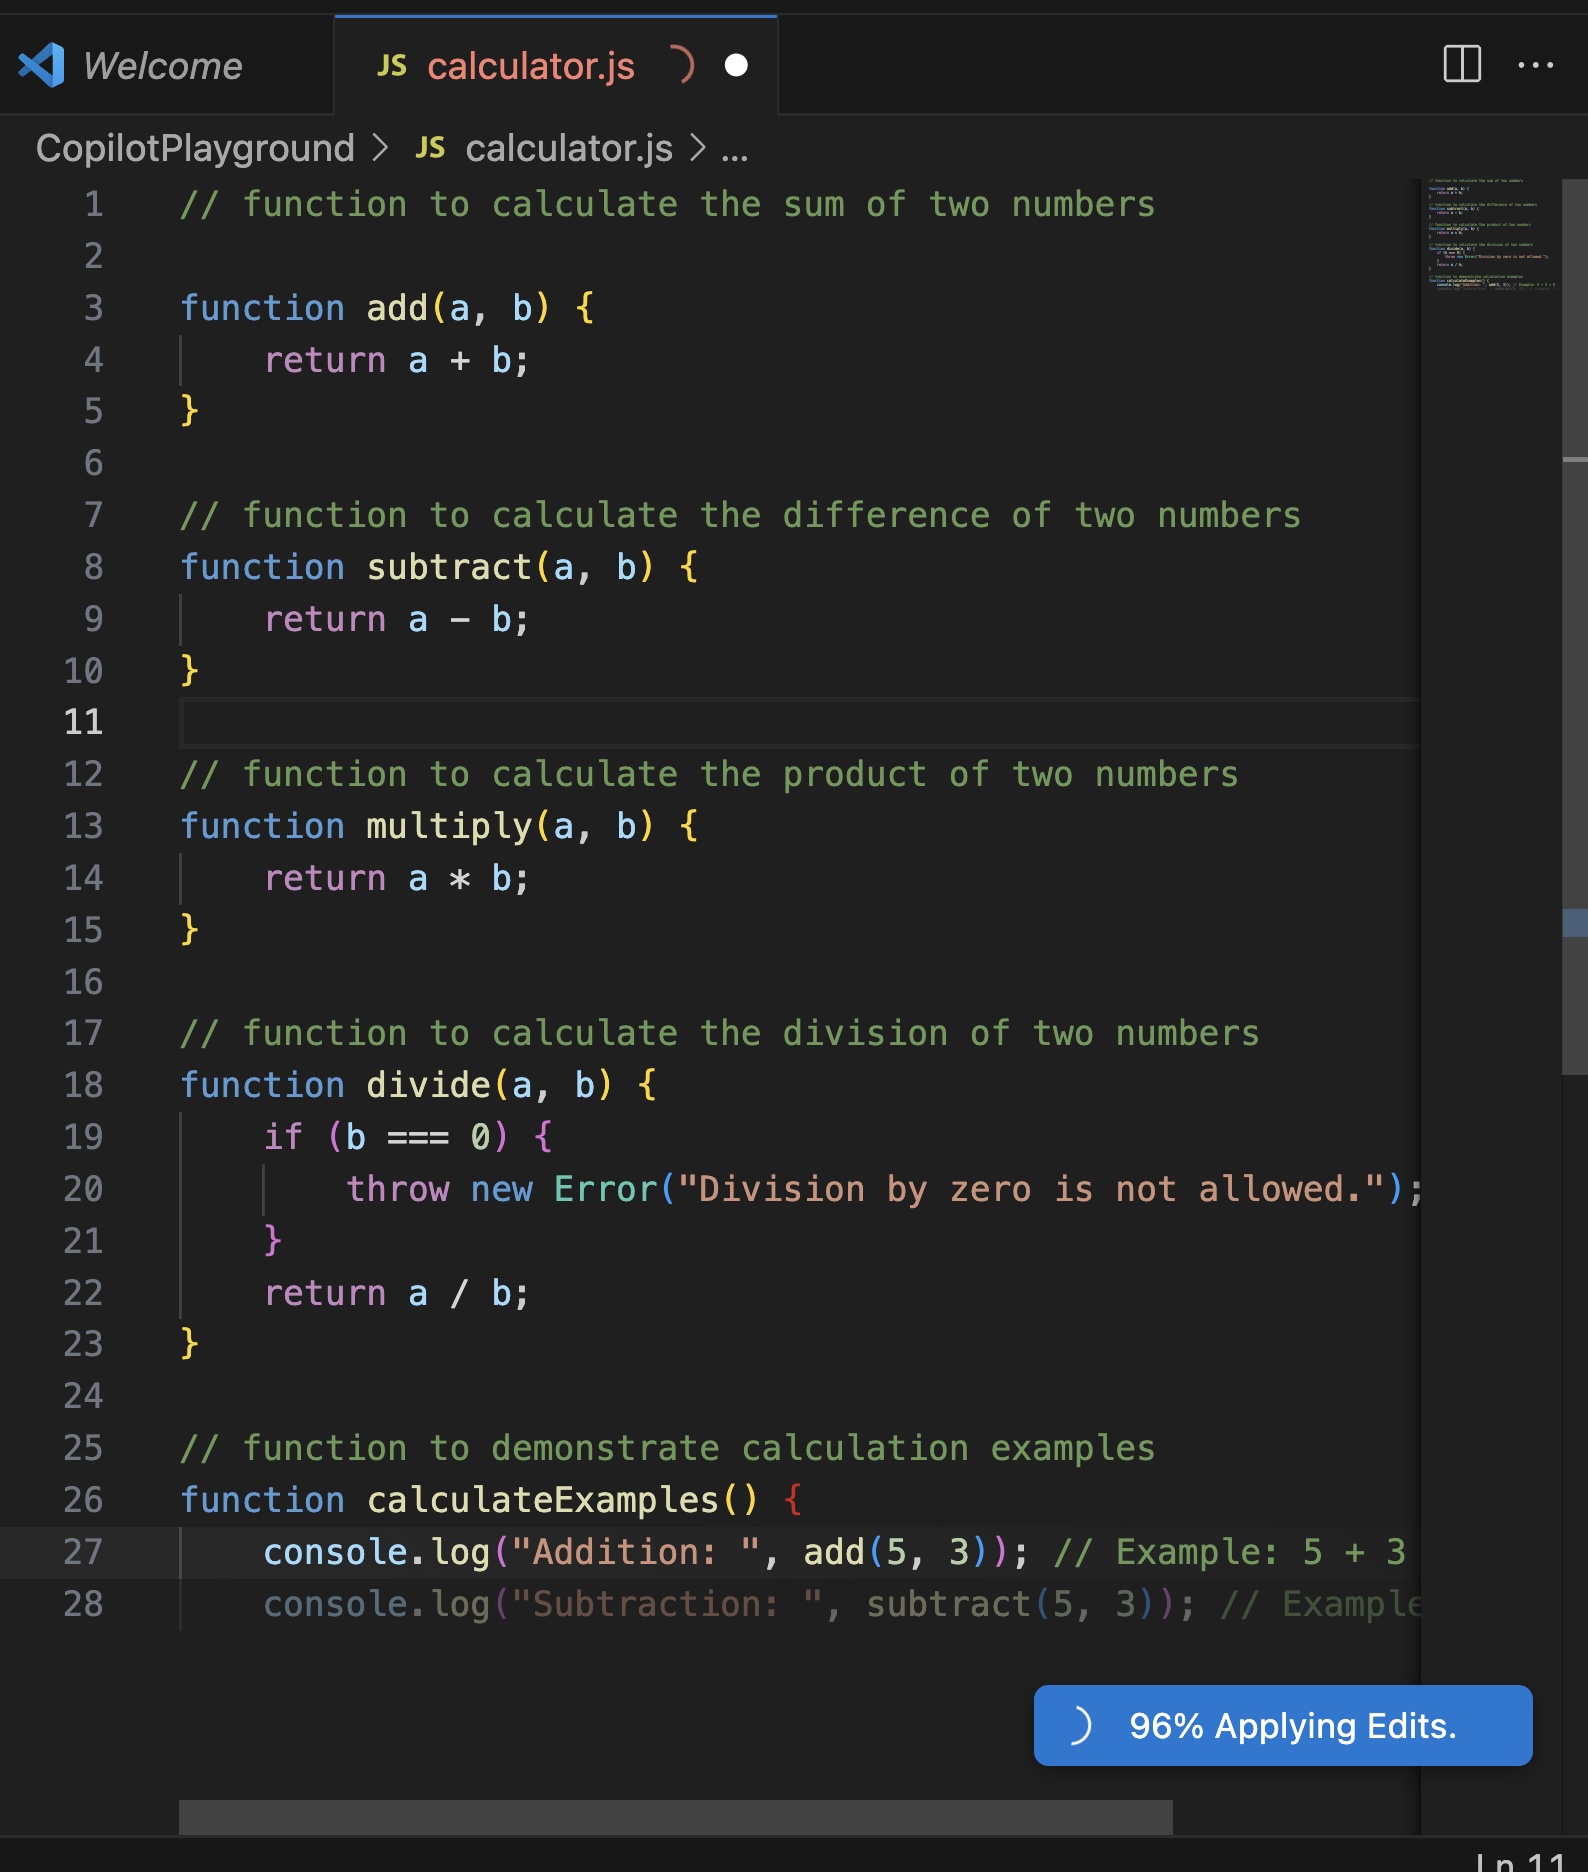 Welcome
JS calculator.js
CopilotPlayground > JS calculator.js > ...
1 // function to calculate the sum of two numbers
2
3 function add(a, b) {
4     return a + b;
5 }
6
7 // function to calculate the difference of two numbers
8 function subtract(a, b) {
9     return a - b;
10 }
11
12 // function to calculate the product of two numbers
13 function multiply(a, b) {
14     return a * b;
15 }
16
17 // function to calculate the division of two numbers
18 function divide(a, b) {
19     if (b === 0) {
20         throw new Error("Division by zero is not allowed.");
21     }
22     return a / b;
23 }
24
25 // function to demonstrate calculation examples
26 function calculateExamples() {
27     console.log("Addition: ", add(5, 3)); // Example: 5 + 3
28     console.log("Subtraction: ", subtract(5, 3)); // Example
96% Applying Edits.
Ln 11